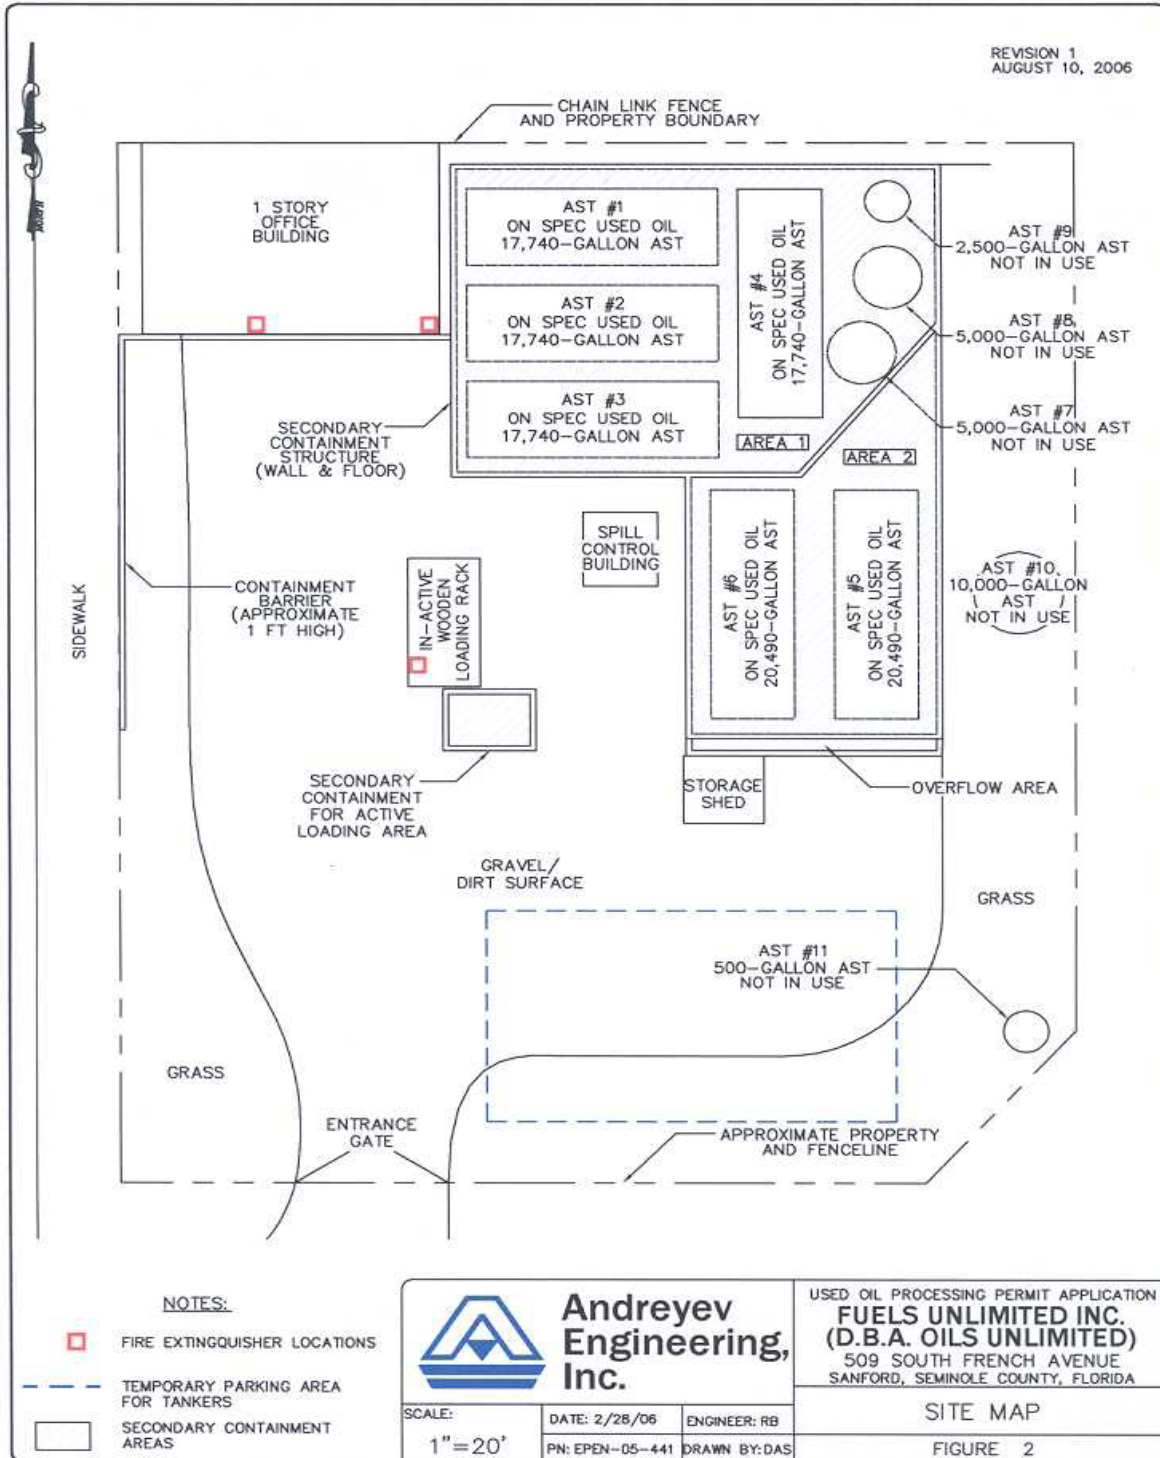 REVISION 1
AUGUST 10, 2006
CHAIN LINK FENCE
AND PROPERTY BOUNDARY
NORTH
1 STORY
OFFICE
BUILDING
AST #1
ON SPEC USED OIL
17,740-GALLON AST
AST #2
ON SPEC USED OIL
17,740-GALLON AST
AST #3
ON SPEC USED OIL
17,740-GALLON AST
AST #4
ON SPEC USED OIL
17,740-GALLON AST
AST #9
2,500-GALLON AST
NOT IN USE
AST #8
5,000-GALLON AST
NOT IN USE
AST #7
5,000-GALLON AST
NOT IN USE
AREA 1
AREA 2
SECONDARY
CONTAINMENT
STRUCTURE
(WALL & FLOOR)
SPILL
CONTROL
BUILDING
AST #6
ON SPEC USED OIL
20,490-GALLON AST
AST #5
ON SPEC USED OIL
20,490-GALLON AST
AST #10
10,000-GALLON
AST
NOT IN USE
SIDEWALK
CONTAINMENT
BARRIER
(APPROXIMATE
1 FT HIGH)
IN-ACTIVE
WOODEN
LOADING RACK
SECONDARY
CONTAINMENT
FOR ACTIVE
LOADING AREA
STORAGE
SHED
OVERFLOW AREA
GRAVEL/
DIRT SURFACE
GRASS
AST #11
500-GALLON AST
NOT IN USE
GRASS
ENTRANCE
GATE
APPROXIMATE PROPERTY
AND FENCELINE
NOTES:
FIRE EXTINGQUISHER LOCATIONS
TEMPORARY PARKING AREA
FOR TANKERS
SECONDARY CONTAINMENT
AREAS
Andreyev
Engineering,
Inc.
SCALE:
1"=20'
DATE: 2/28/06
ENGINEER: RB
PN: EPEN-05-441
DRAWN BY:DAS
USED OIL PROCESSING PERMIT APPLICATION
FUELS UNLIMITED INC.
(D.B.A. OILS UNLIMITED)
509 SOUTH FRENCH AVENUE
SANFORD, SEMINOLE COUNTY, FLORIDA
SITE MAP
FIGURE 2